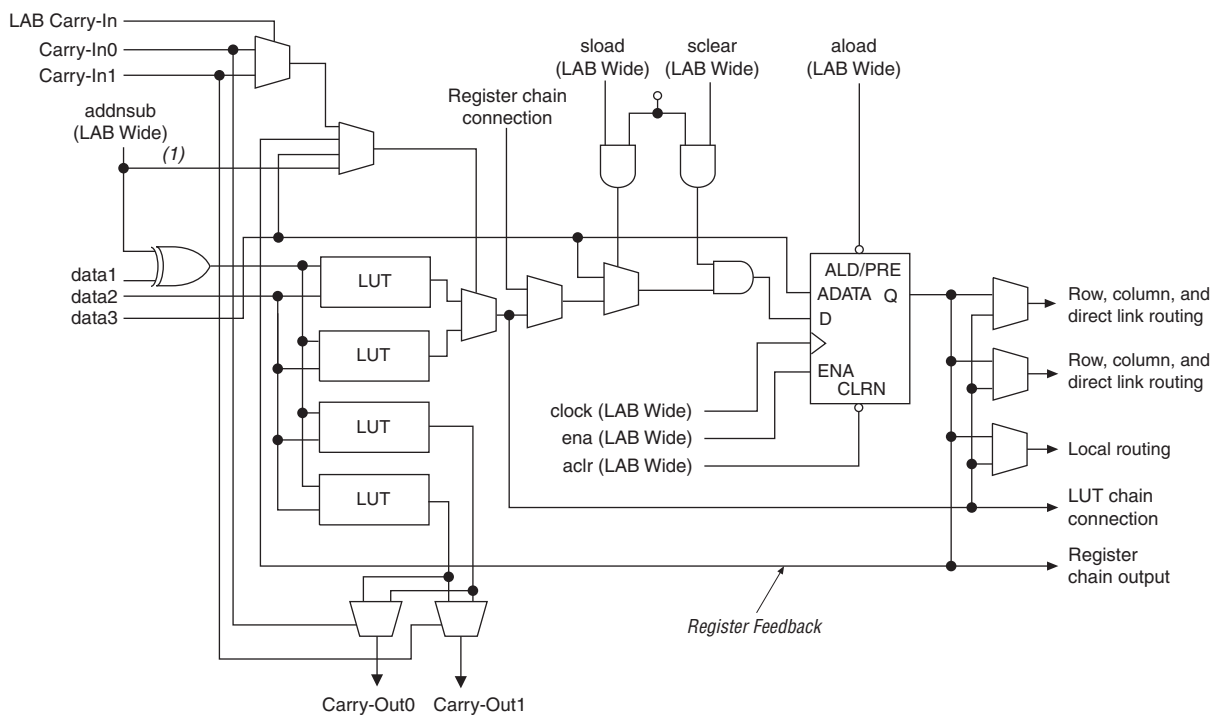 LAB Carry-In
Carry-In0
Carry-In1
addnsub
(LAB Wide)
(1)
Register chain
connection
sload
(LAB Wide)
sclear
(LAB Wide)
aload
(LAB Wide)
data1
data2
data3
LUT
LUT
LUT
LUT
ALD/PRE
ADATA
Q
D
ENA
CLRN
clock (LAB Wide)
ena (LAB Wide)
aclr (LAB Wide)
Row, column, and
direct link routing
Row, column, and
direct link routing
Local routing
LUT chain
connection
Register
chain output
Register Feedback
Carry-Out0
Carry-Out1